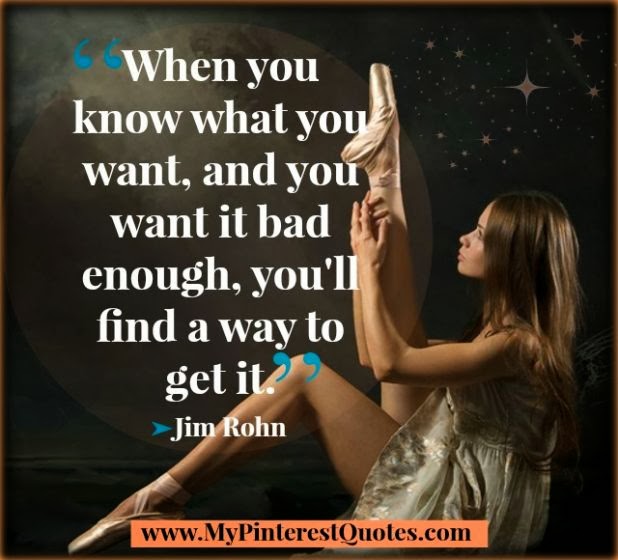 “When you
know what you
want, and you
want it bad
enough, you'll
find a way to
get it.”
➤Jim Rohn
www.MyPinterestQuotes.com